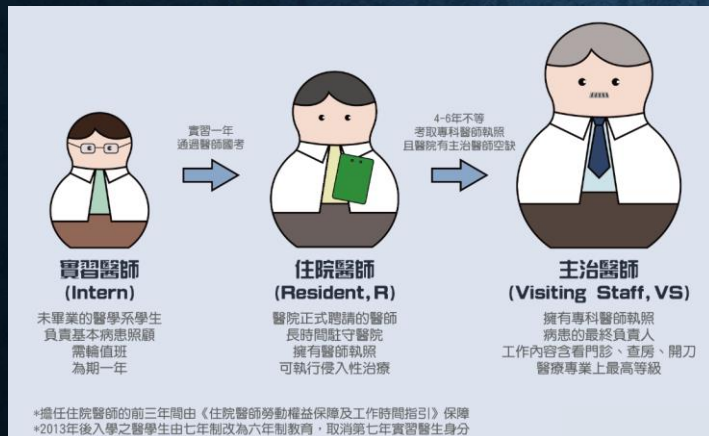 實習一年
通過醫師國考
4-6年不等
考取專科醫師執照
且醫院有主治醫師空缺
實習醫師
(Intern)
未畢業的醫學系學生
負責基本病患照顧
需輪值班
為期一年
住院醫師
(Resident,R)
醫院正式聘請的醫師
長時間駐守醫院
擁有醫師執照
可執行侵入性治療
主治醫師
(Visiting Staff,VS)
擁有專科醫師執照
病患的最終負責人
工作內容含看門診、查房、開刀
醫療專業上最高等級
*擔任住院醫師的前三年間由《住院醫師勞動權益保障及工作時間指引》保障
*2013年後入學之醫學生由七年制改為六年制教育，取消第七年實習醫生身分